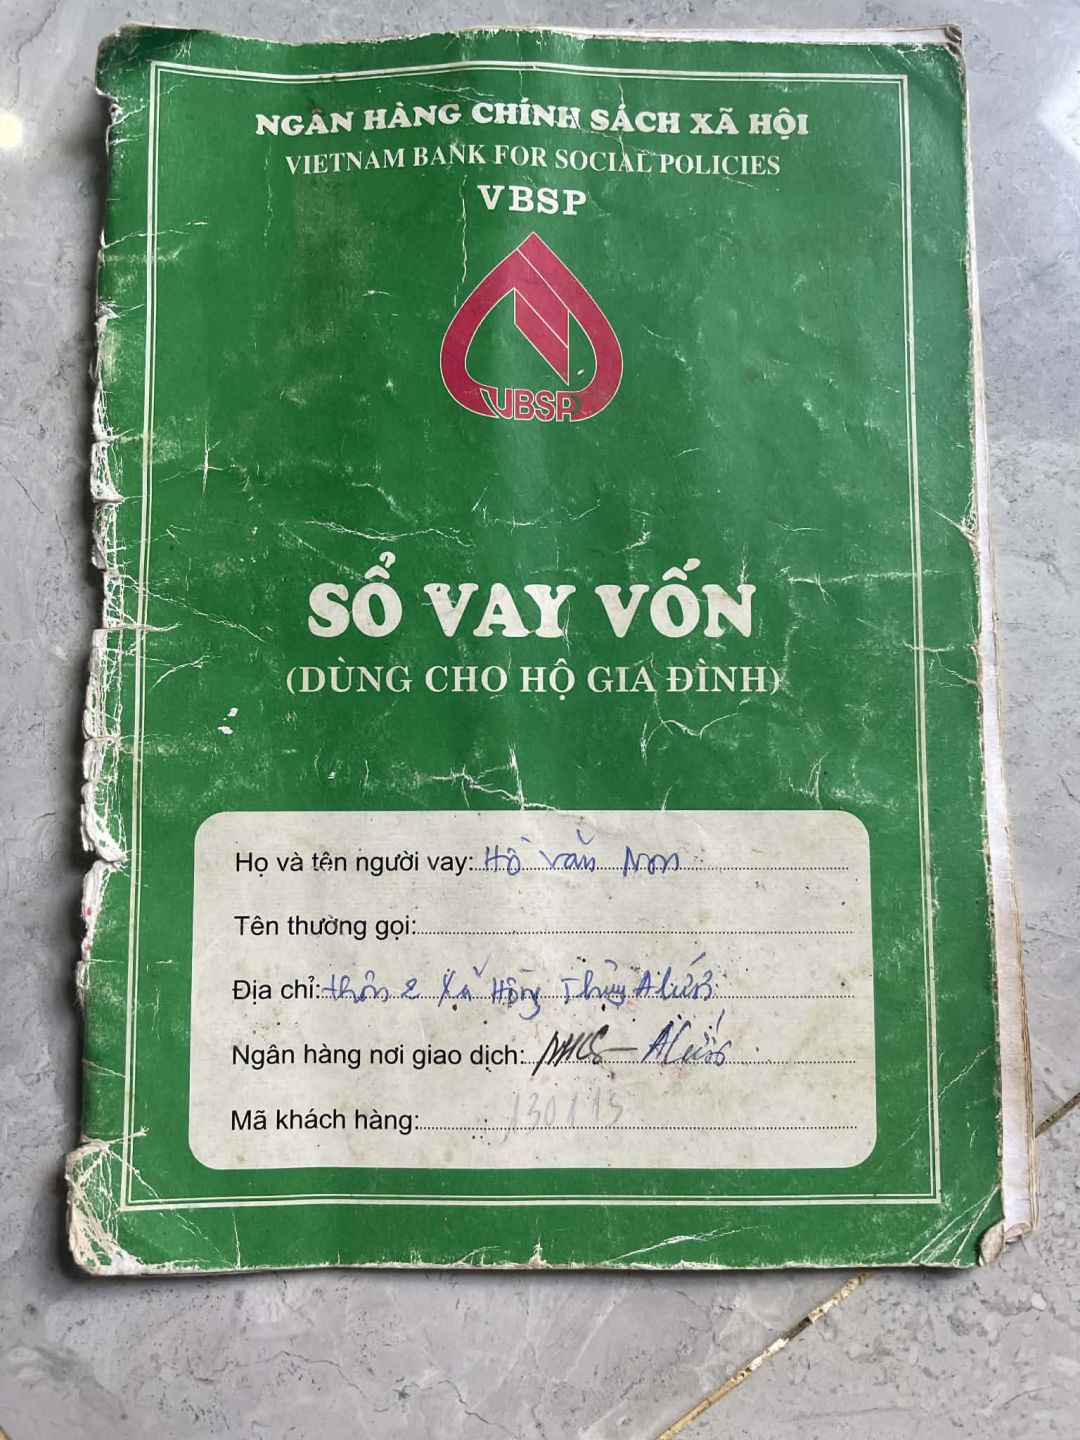 NGÂN HÀNG CHÍNH SÁCH XÃ HỘI
VIETNAM BANK FOR SOCIAL POLICIES
VBSP
VBSP
SỔ VAY VỐN
(DÙNG CHO HỘ GIA ĐÌNH)
Họ và tên người vay: Hồ Văn Non
Tên thường gọi:
Địa chỉ: thôn 2 Xã Hồng Thủy A Lưới
Ngân hàng nơi giao dịch: NHCS - A Lưới
Mã khách hàng: 130115